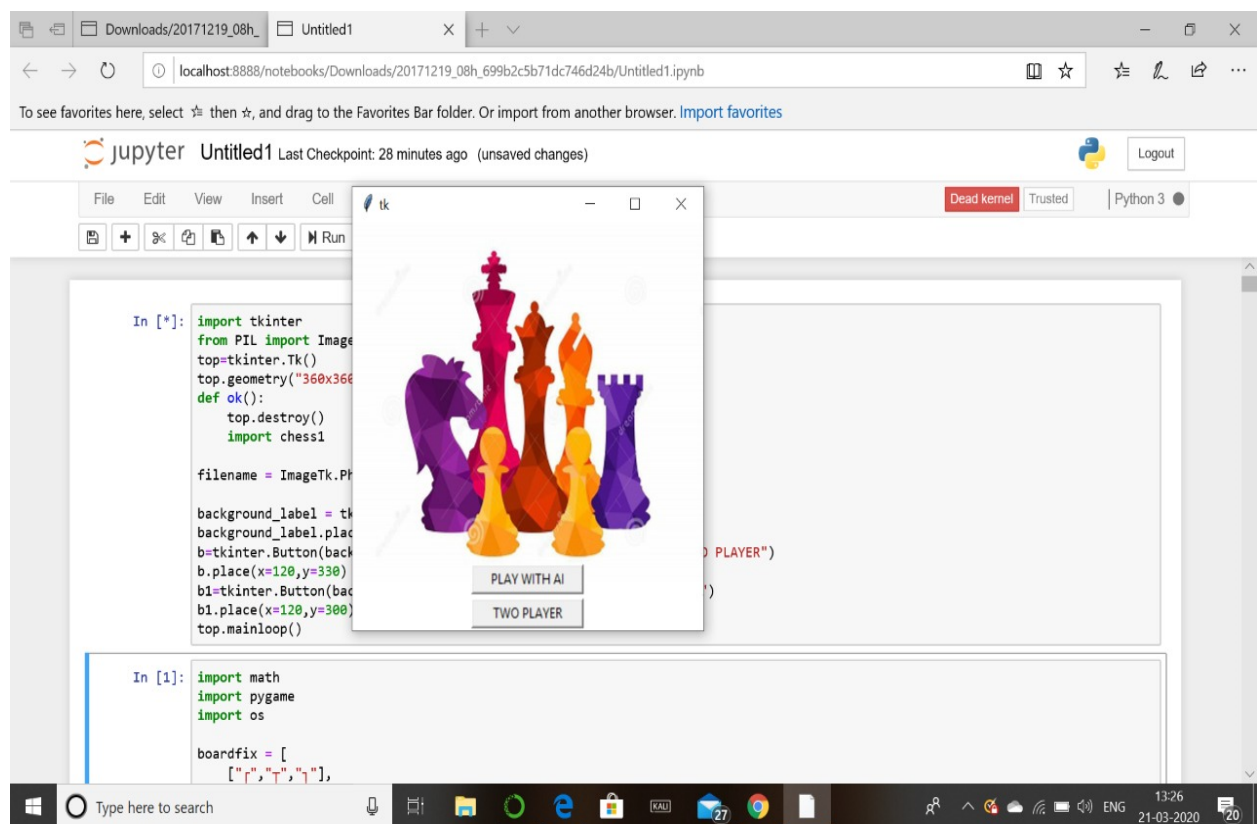 Downloads/20171219_08h_ Untitled1
localhost:8888/notebooks/Downloads/20171219_08h_699b2c5b71dc746d24b/Untitled1.ipynb
To see favorites here, select then , and drag to the Favorites Bar folder. Or import from another browser. Import favorites
jupyter Untitled1 Last Checkpoint: 28 minutes ago (unsaved changes)
Logout
File Edit View Insert Cell
Dead kernel Trusted Python 3
Run
tk
In [*]: import tkinter
from PIL import Image
top=tkinter.Tk()
top.geometry("360x360
def ok():
top.destroy()
import chess1
filename = ImageTk.Ph
background_label = tk
background_label.plac
b=tkinter.Button(back
PLAYER")
b.place(x=120,y=330)
b1=tkinter.Button(bac
")
b1.place(x=120,y=300)
top.mainloop()
PLAY WITH AI
TWO PLAYER
In [1]: import math
import pygame
import os
boardfix = [
["┌","┬","┐"],
Type here to search
KAU
27
ENG
13:26
21-03-2020
20